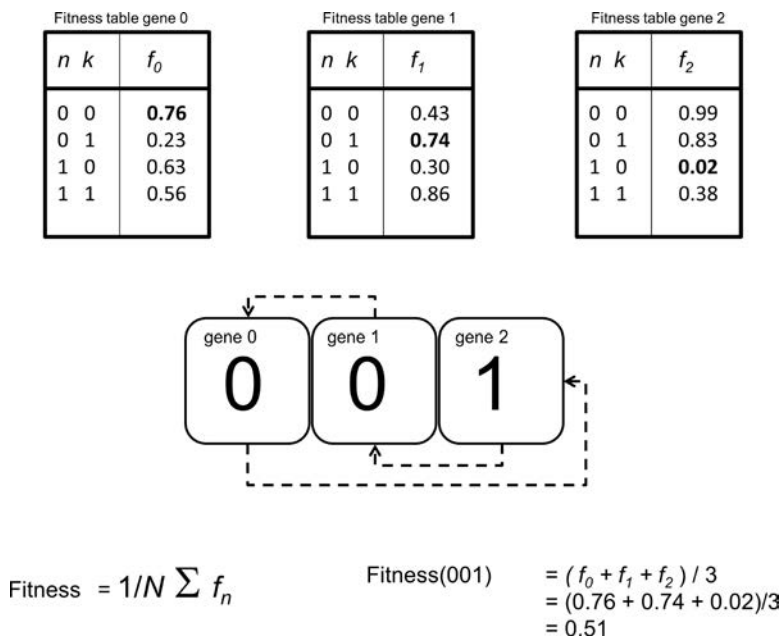 Fitness table gene 0
n k f0
0 0 0.76
0 1 0.23
1 0 0.63
1 1 0.56
Fitness table gene 1
n k f1
0 0 0.43
0 1 0.74
1 0 0.30
1 1 0.86
Fitness table gene 2
n k f2
0 0 0.99
0 1 0.83
1 0 0.02
1 1 0.38
gene 0
0
gene 1
0
gene 2
1
Fitness = 1/N ∑ fn
Fitness(001) = ( f0 + f1 + f2 ) / 3
= (0.76 + 0.74 + 0.02)/3
= 0.51